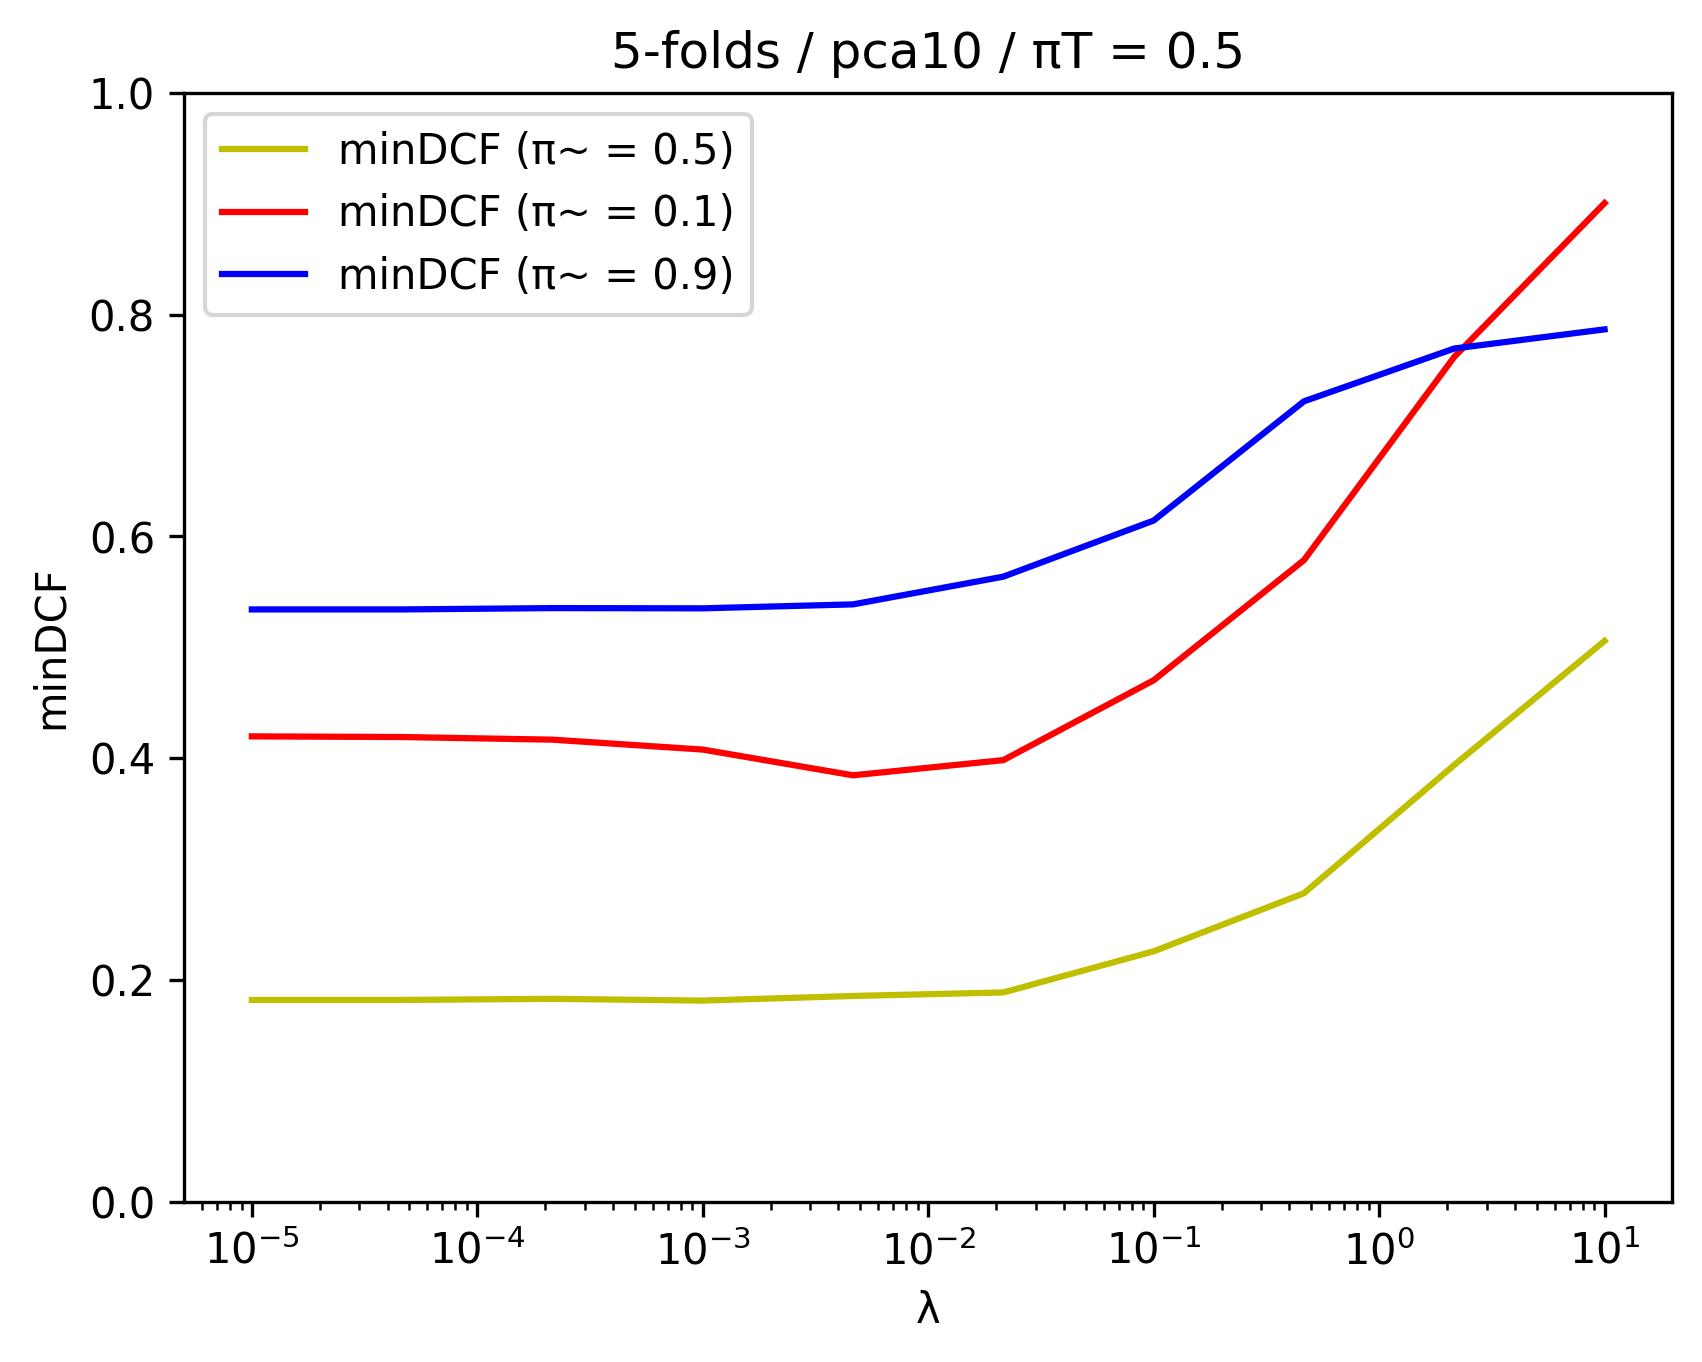 5-folds / pca10 / πT = 0.5
1.0
0.8
0.6
0.4
0.2
0.0
minDCF
minDCF (π~ = 0.5)
minDCF (π~ = 0.1)
minDCF (π~ = 0.9)
10⁻⁵ 10⁻⁴ 10⁻³ 10⁻² 10⁻¹ 10⁰ 10¹
λ